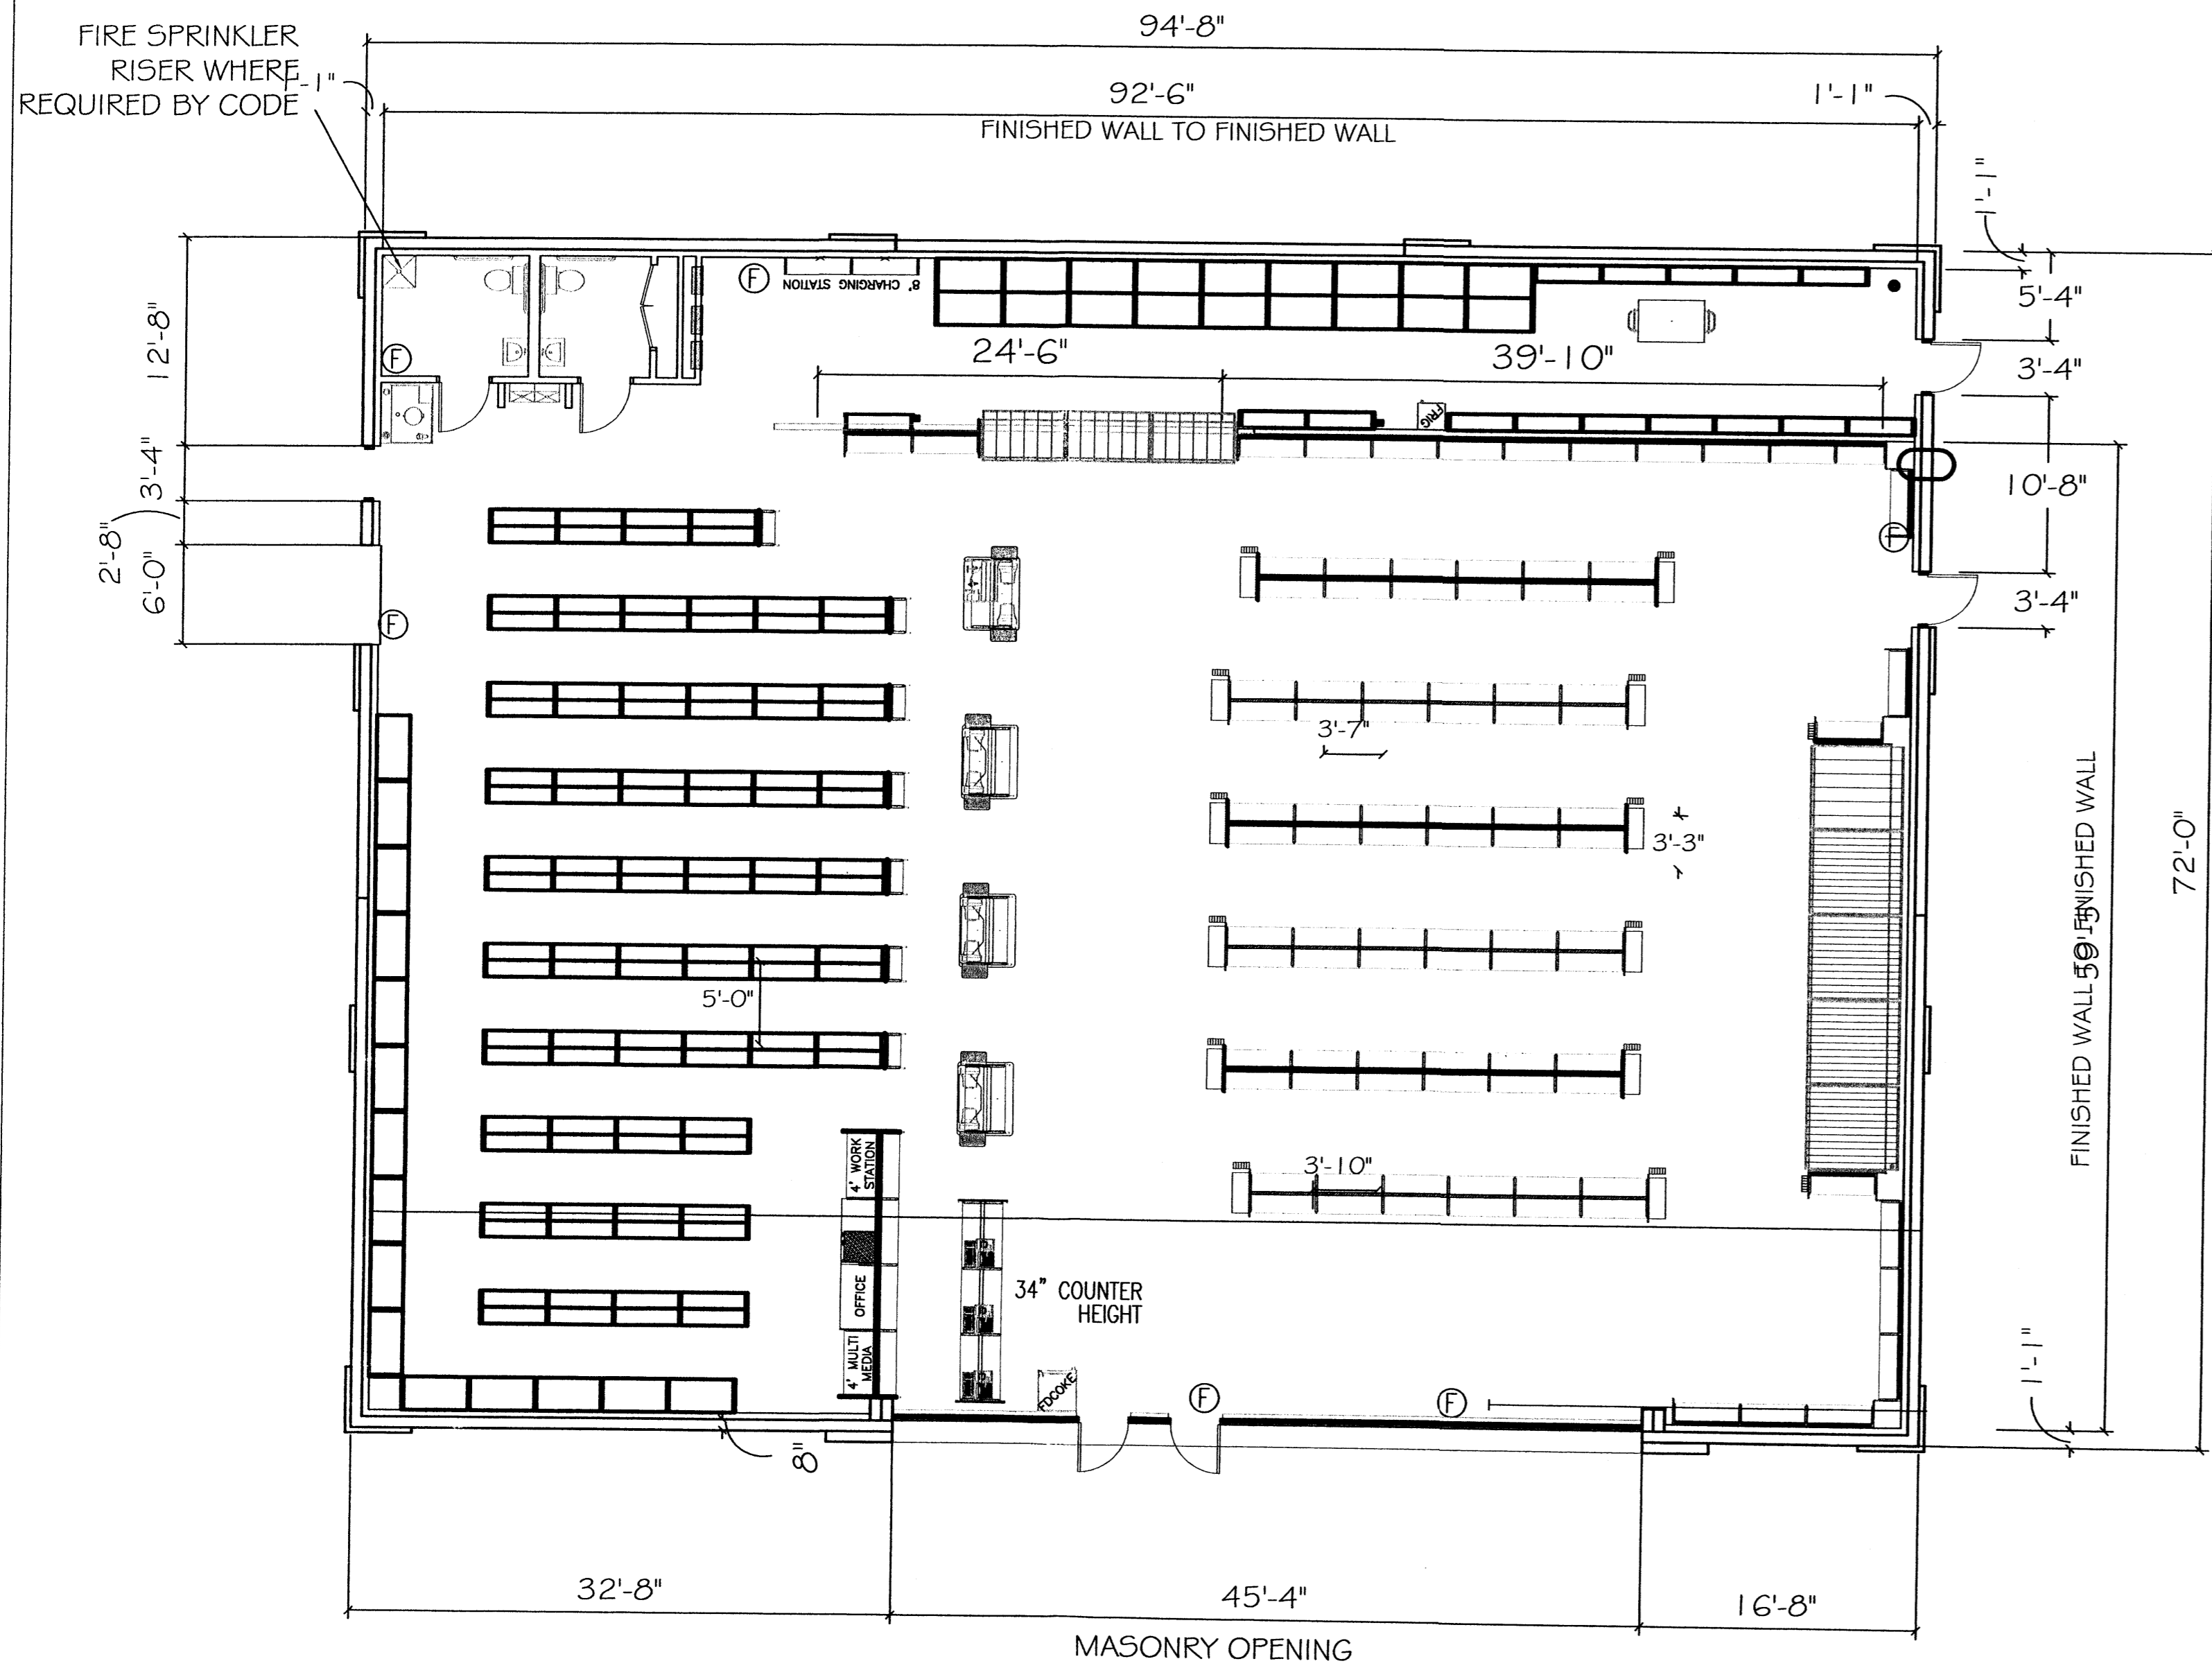 94'-8"
FIRE SPRINKLER
RISER WHERE
REQUIRED BY CODE
1'-1"
92'-6"
1'-1"
FINISHED WALL TO FINISHED WALL
1'-1"
F
8' CHARGING STATION
5'-4"
12'-8"
F
24'-6"
39'-10"
3'-4"
FRIG
3'-4"
10'-8"
2'-8"
F
6'-0"
F
3'-4"
3'-7"
3'-3"
FINISHED WALL TO FINISHED WALL
72'-0"
5'-0"
4' WORK
STATION
3'-10"
OFFICE
34" COUNTER
HEIGHT
4' MULTI
MEDIA
FDCOKE
F
F
1'-1"
8"
32'-8"
45'-4"
16'-8"
MASONRY OPENING